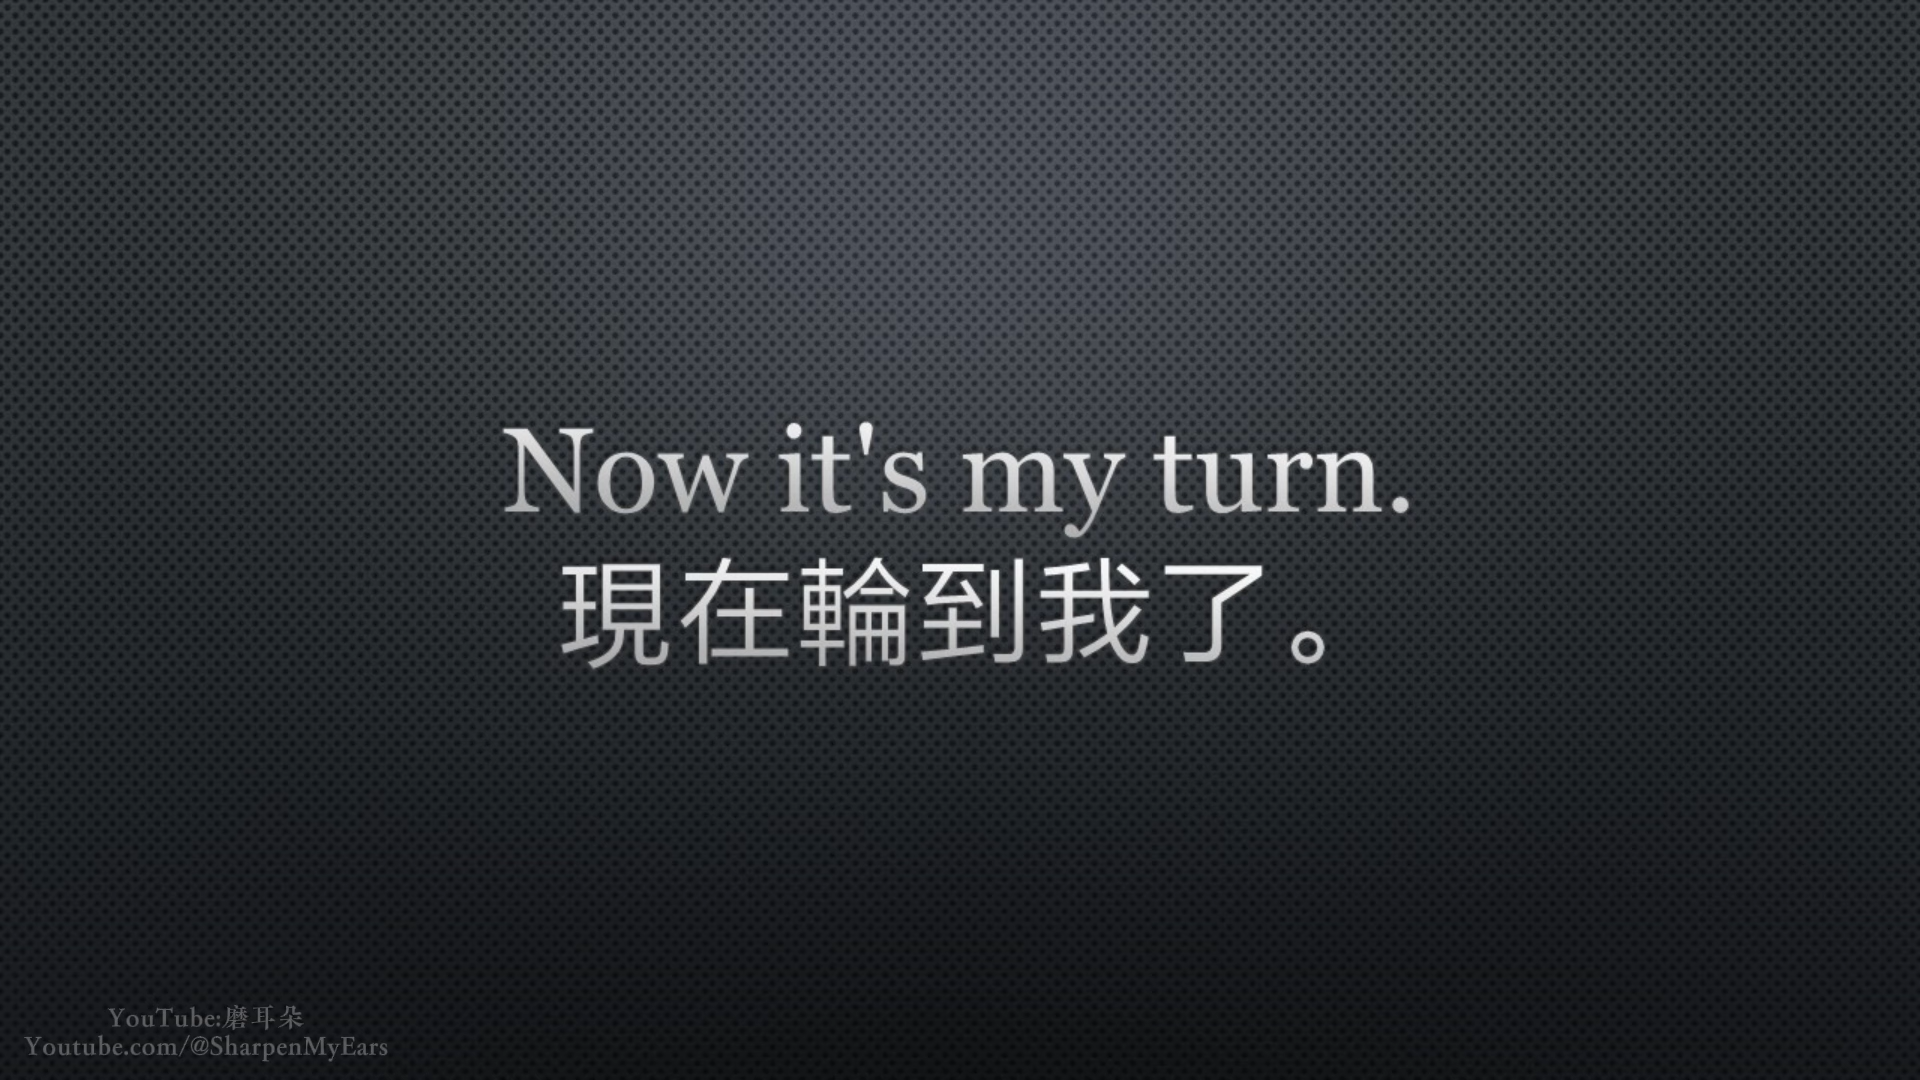 Now it's my turn.
現在輪到我了。
YouTube:磨耳朵
Youtube.com/@SharpenMyEars